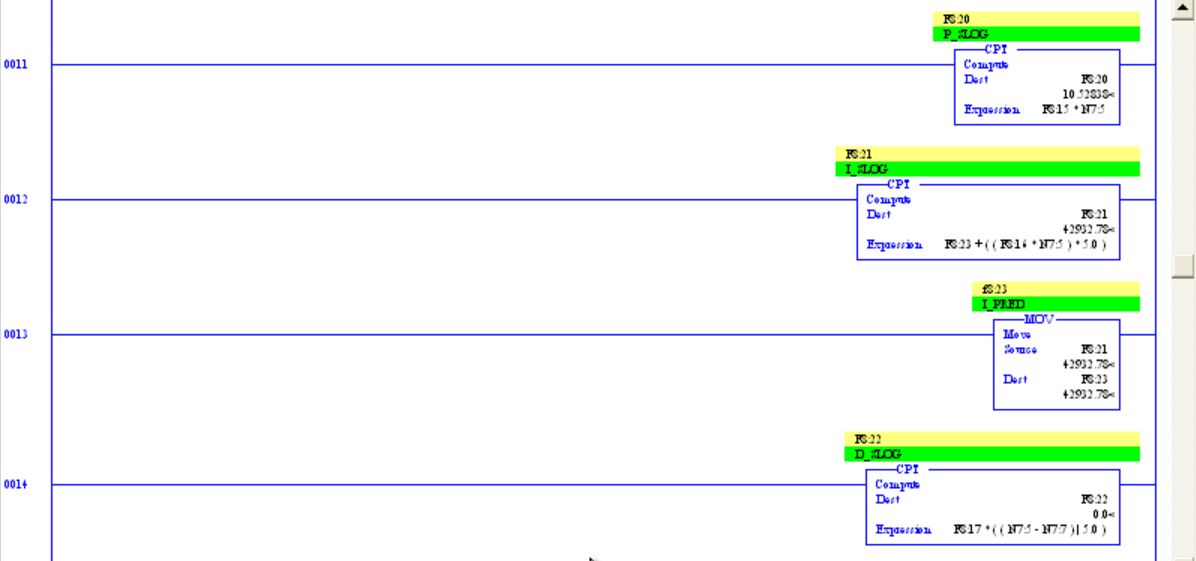 F8:20
P_SLOG
0011
CPT
Compute
Dest F8:20
10.52838<
Expression F8:15 * N7:5
F8:21
I_SLOG
0012
CPT
Compute
Dest F8:21
42932.78<
Expression F8:23 + ( ( F8:16 * N7:5 ) * 5.0 )
f8:23
I_PRED
0013
MOV
Move
Source F8:21
42932.78<
Dest F8:23
42932.78<
F8:22
D_SLOG
0014
CPT
Compute
Dest F8:22
0.0<
Expression F8:17 * ( ( N7:5 - N7:7 ) | 5.0 )